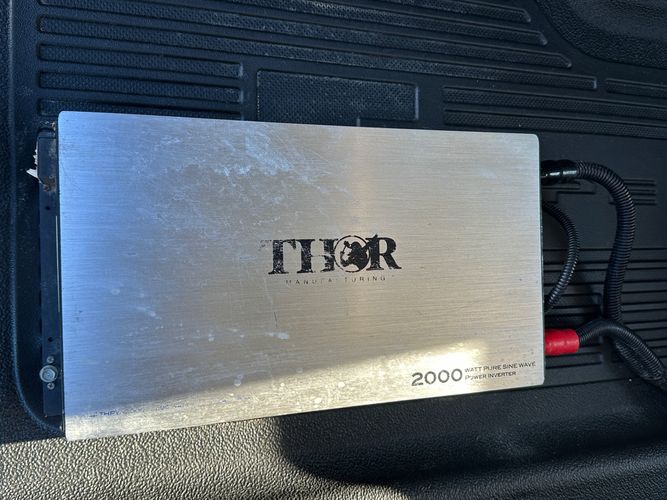 THOR
MANUFACTURING
2000 WATT PURE SINE WAVE
POWER INVERTER